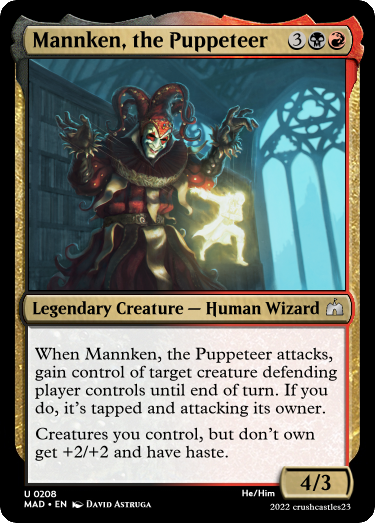 Mannken, the Puppeteer 3
Legendary Creature — Human Wizard
When Mannken, the Puppeteer attacks,
gain control of target creature defending
player controls until end of turn. If you
do, it's tapped and attacking its owner.
Creatures you control, but don't own
get +2/+2 and have haste.
4/3
U 0208
He/Him
MAD • EN DAVID ASTRUGA
2022 crushcastles23